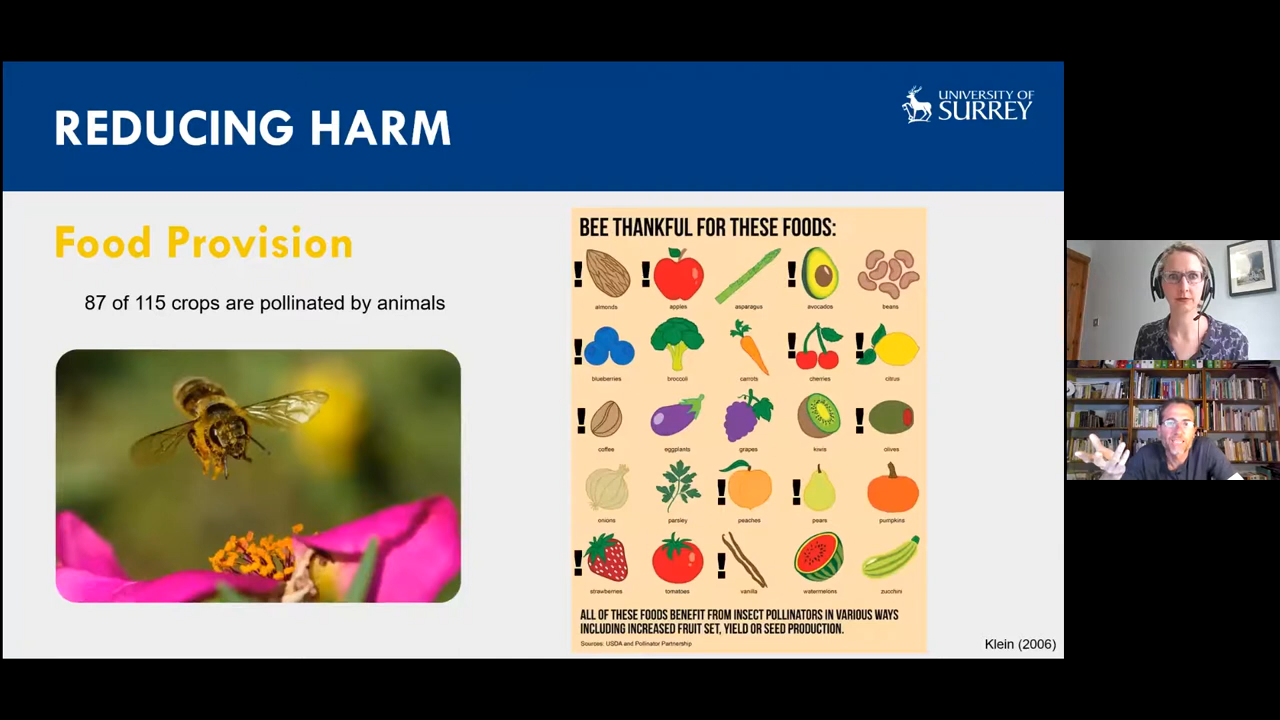 REDUCING HARM
UNIVERSITY OF
SURREY
Food Provision
87 of 115 crops are pollinated by animals
BEE THANKFUL FOR THESE FOODS:
! almonds
! apples
asparagus
! avocados
beans
! blueberries
broccoli
carrots
! cherries
! citrus
! coffee
eggplants
grapes
kiwis
! olives
onions
parsley
! peaches
! pears
pumpkins
! strawberries
tomatoes
! vanilla
watermelons
zucchini
ALL OF THESE FOODS BENEFIT FROM INSECT POLLINATORS IN VARIOUS WAYS
INCLUDING INCREASED FRUIT SET, YIELD OR SEED PRODUCTION.
Sources: USDA and Pollinator Partnership
Klein (2006)